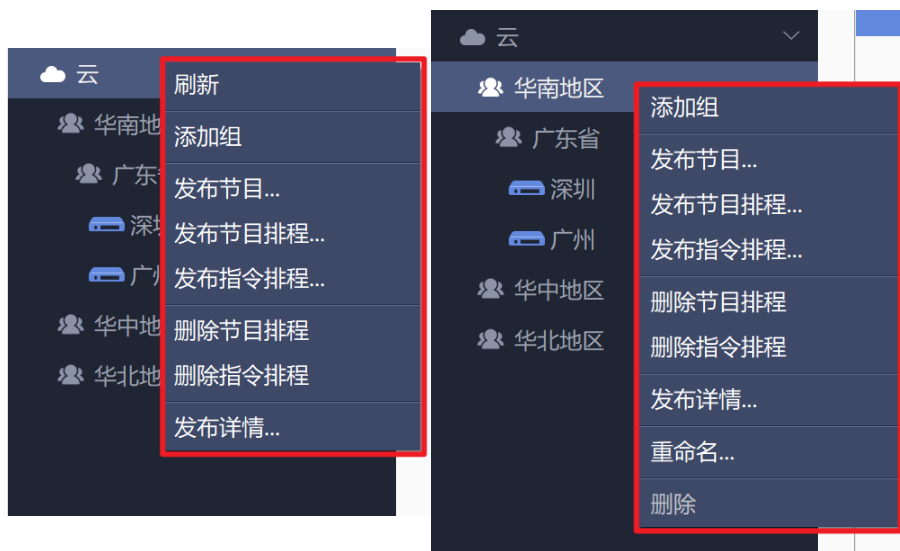 云
华南地
广东
深圳
广
华中地
华北地
刷新
添加组
发布节目...
发布节目排程...
发布指令排程...
删除节目排程
删除指令排程
发布详情...
云
华南地区
广东省
深圳
广州
华中地区
华北地区
添加组
发布节目...
发布节目排程...
发布指令排程...
删除节目排程
删除指令排程
发布详情...
重命名...
删除